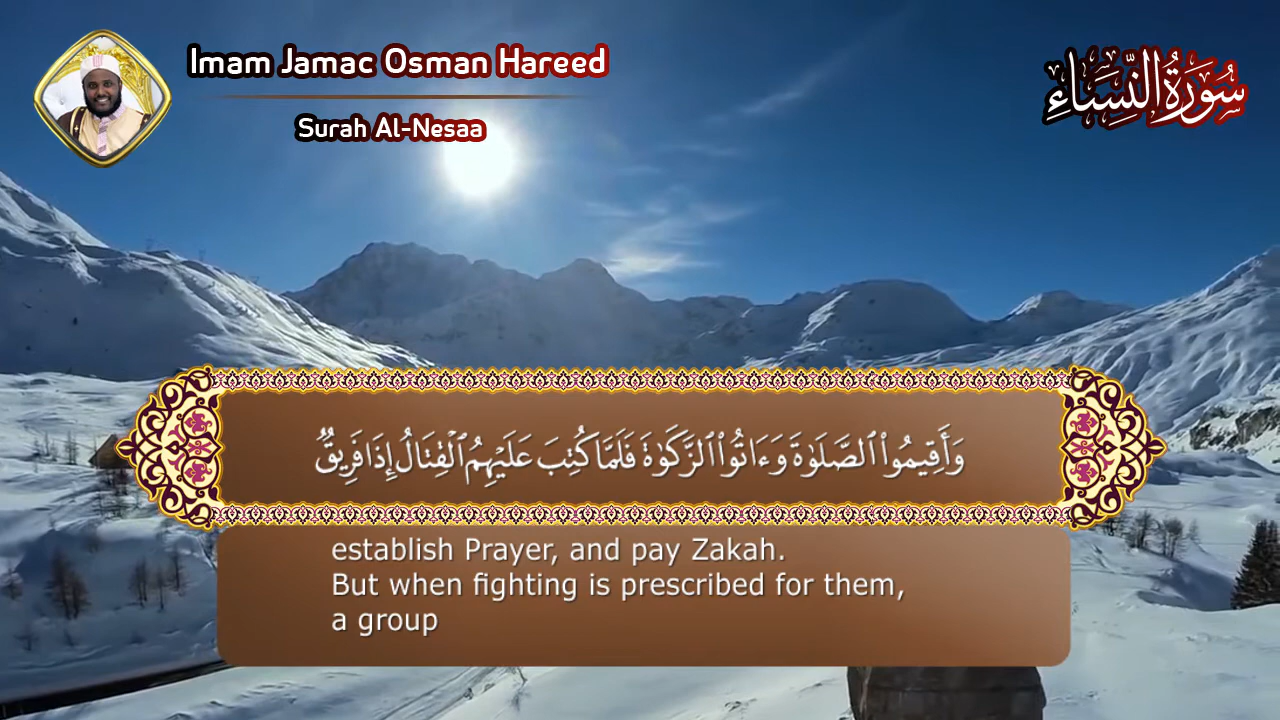 Imam Jamac Osman Hareed
Surah Al-Nesaa
سُورَةُ النِّسَاءِ
وَأَقِيمُوا۟ ٱلصَّلَوٰةَ وَءَاتُوا۟ ٱلزَّكَوٰةَ فَلَمَّا كُتِبَ عَلَيْهِمُ ٱلْقِتَالُ إِذَا فَرِيقٌ
establish Prayer, and pay Zakah.
But when fighting is prescribed for them,
a group